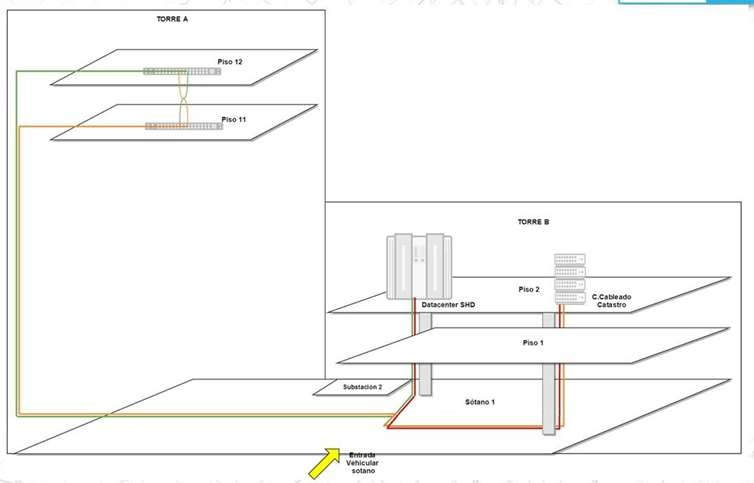 TORRE A
Piso 12
Piso 11
TORRE B
Piso 2
Datacenter SHD
C.Cableado
Catastro
Piso 1
Substación 2
Sótano 1
Entrada
Vehicular
sotano